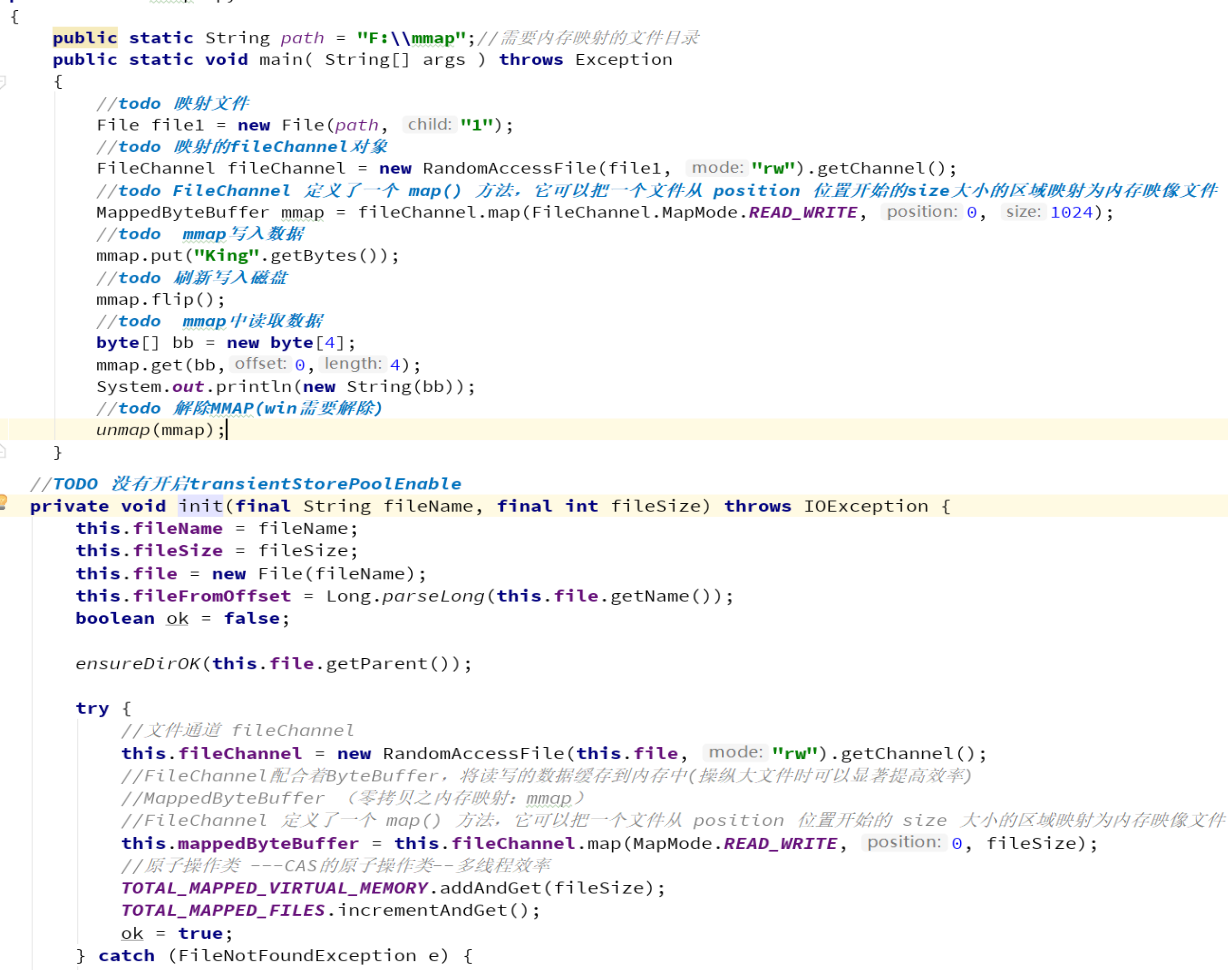 {
public static String path = "F:\\mmap";//需要内存映射的文件目录
public static void main( String[] args ) throws Exception
{
//todo 映射文件
File file1 = new File(path, child: "1");
//todo 映射的fileChannel对象
FileChannel fileChannel = new RandomAccessFile(file1, mode: "rw").getChannel();
//todo FileChannel 定义了一个 map() 方法，它可以把一个文件从 position 位置开始的size大小的区域映射为内存映像文件
MappedByteBuffer mmap = fileChannel.map(FileChannel.MapMode.READ_WRITE, position: 0, size: 1024);
//todo mmap写入数据
mmap.put("King".getBytes());
//todo 刷新写入磁盘
mmap.flip();
//todo mmap中读取数据
byte[] bb = new byte[4];
mmap.get(bb, offset: 0, length: 4);
System.out.println(new String(bb));
//todo 解除MMAP(win需要解除)
unmap(mmap);
}
//TODO 没有开启transientStorePoolEnable
private void init(final String fileName, final int fileSize) throws IOException {
this.fileName = fileName;
this.fileSize = fileSize;
this.file = new File(fileName);
this.fileFromOffset = Long.parseLong(this.file.getName());
boolean ok = false;
ensureDirOK(this.file.getParent());
try {
//文件通道 fileChannel
this.fileChannel = new RandomAccessFile(this.file, mode: "rw").getChannel();
//FileChannel配合着ByteBuffer，将读写的数据缓存到内存中(操纵大文件时可以显著提高效率)
//MappedByteBuffer （零拷贝之内存映射：mmap）
//FileChannel 定义了一个 map() 方法，它可以把一个文件从 position 位置开始的 size 大小的区域映射为内存映像文件
this.mappedByteBuffer = this.fileChannel.map(MapMode.READ_WRITE, position: 0, fileSize);
//原子操作类 ---CAS的原子操作类--多线程效率
TOTAL_MAPPED_VIRTUAL_MEMORY.addAndGet(fileSize);
TOTAL_MAPPED_FILES.incrementAndGet();
ok = true;
} catch (FileNotFoundException e) {